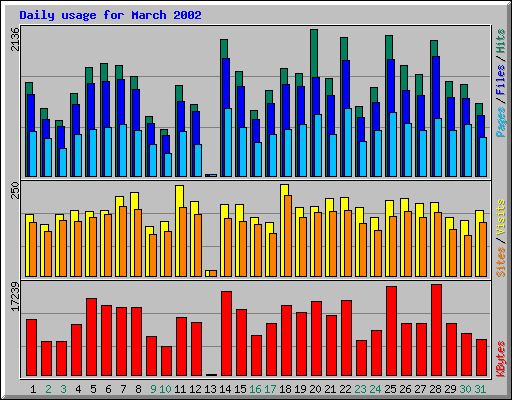 Daily usage for March 2002
2136
Pages / Files / Hits
250
Sites / Visits
17239
KBytes
1 2 3 4 5 6 7 8 9 10 11 12 13 14 15 16 17 18 19 20 21 22 23 24 25 26 27 28 29 30 31